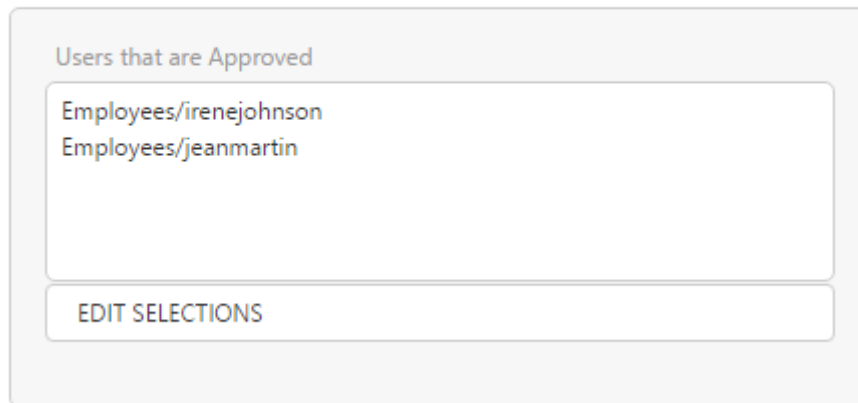 Users that are Approved
Employees/irenejohnson
Employees/jeanmartin
EDIT SELECTIONS